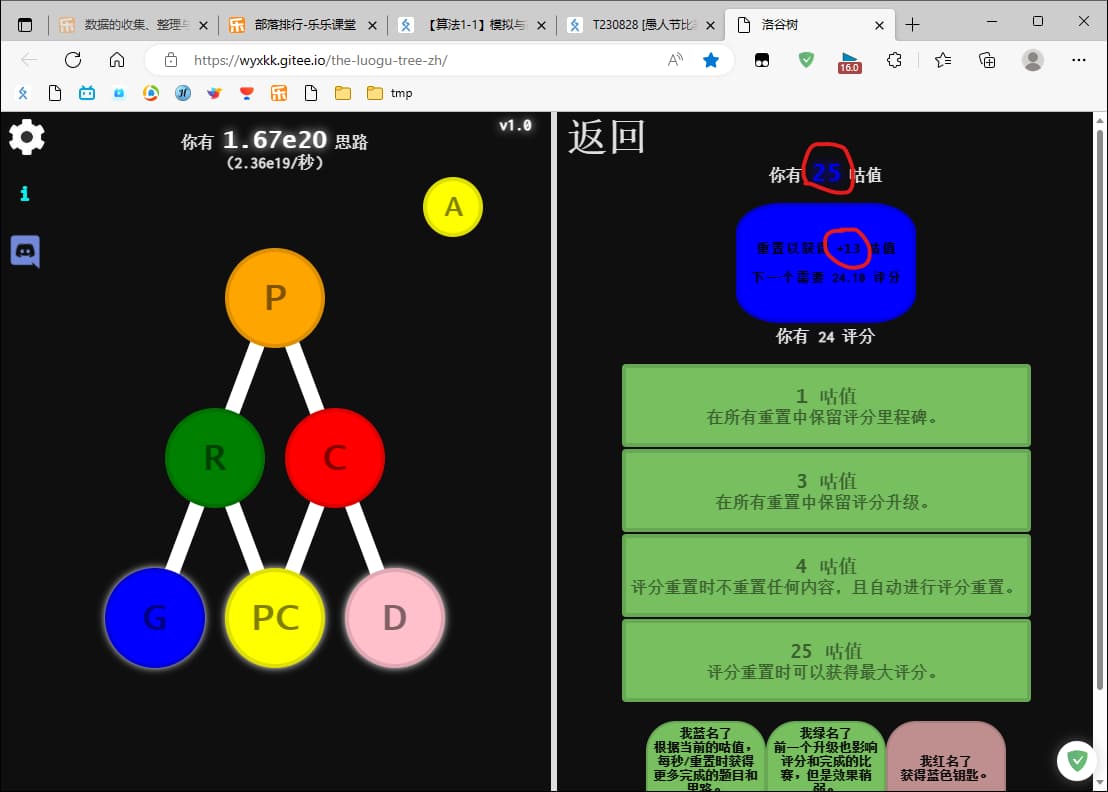 数据的收集、整理与
部落排行-乐乐课堂
【算法1-1】模拟与
T230828 [愚人节比
洛谷树
https://wyxkk.gitee.io/the-luogu-tree-zh/
16.0
tmp
你有 1.67e20 思路
(2.36e19/秒)
v1.0
i
A
P
R
C
G
PC
D
返回
你有 25 咕值
重置以获得 +13 咕值
下一个需要 24.10 评分
你有 24 评分
1 咕值
在所有重置中保留评分里程碑。
3 咕值
在所有重置中保留评分升级。
4 咕值
评分重置时不重置任何内容，且自动进行评分重置。
25 咕值
评分重置时可以获得最大评分。
我蓝名了
根据当前的咕值，
每秒/重置时获得
更多完成的题目和
思路。
我绿名了
前一个升级也影响
评分和完成的比
赛，但是效果稍
弱。
我红名了
获得蓝色钥匙。